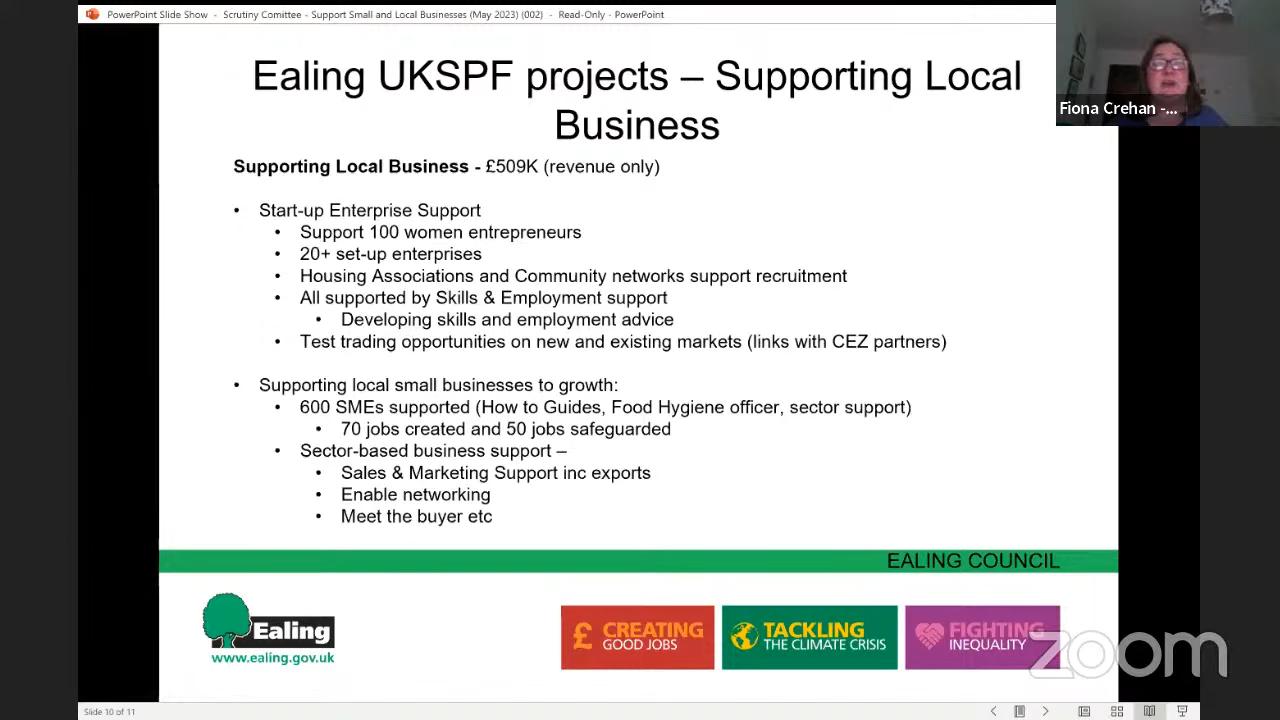 PowerPoint Slide Show - Scrutiny Comittee - Support Small and Local Businesses (May 2023) (002) - Read-Only - PowerPoint
Ealing UKSPF projects – Supporting Local
Business
Fiona Crehan -...
Supporting Local Business - £509K (revenue only)
• Start-up Enterprise Support
• Support 100 women entrepreneurs
• 20+ set-up enterprises
• Housing Associations and Community networks support recruitment
• All supported by Skills & Employment support
• Developing skills and employment advice
• Test trading opportunities on new and existing markets (links with CEZ partners)
• Supporting local small businesses to growth:
• 600 SMEs supported (How to Guides, Food Hygiene officer, sector support)
• 70 jobs created and 50 jobs safeguarded
• Sector-based business support –
• Sales & Marketing Support inc exports
• Enable networking
• Meet the buyer etc
EALING COUNCIL
Ealing
www.ealing.gov.uk
£ CREATING
GOOD JOBS
TACKLING
THE CLIMATE CRISIS
FIGHTING
INEQUALITY
zoom
Slide 10 of 11